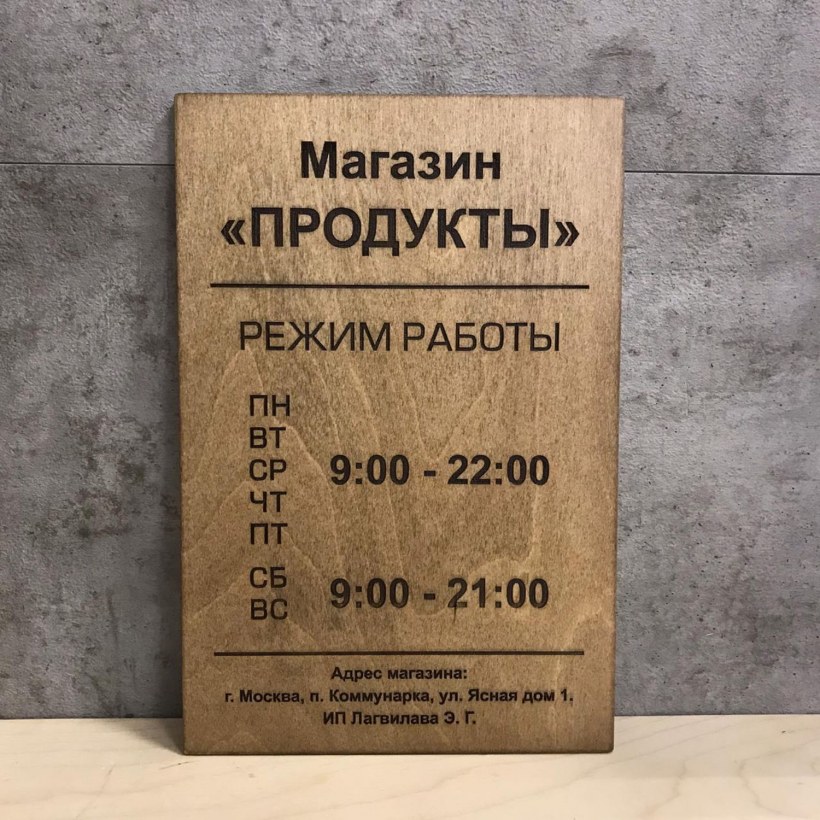 Магазин
«ПРОДУКТЫ»
РЕЖИМ РАБОТЫ
ПН
ВТ
СР 9:00 - 22:00
ЧТ
ПТ
СБ 9:00 - 21:00
ВС
Адрес магазина:
г. Москва, п. Коммунарка, ул. Ясная дом 1.
ИП Лагвилава Э. Г.